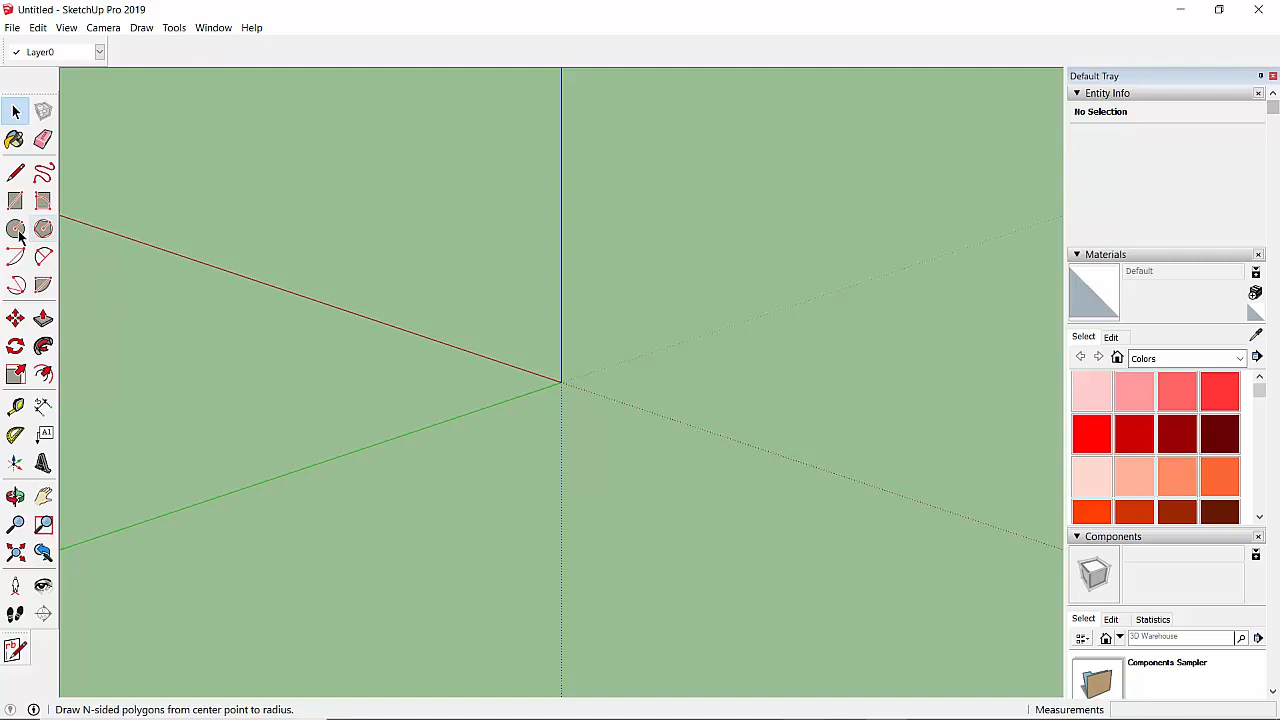 Untitled - SketchUp Pro 2019
File Edit View Camera Draw Tools Window Help
✓ Layer0
Default Tray
Entity Info
No Selection
Materials
Default
Select Edit
Colors
A1
Components
Select Edit Statistics
3D Warehouse
Components Sampler
rb
Draw N-sided polygons from center point to radius.
Measurements